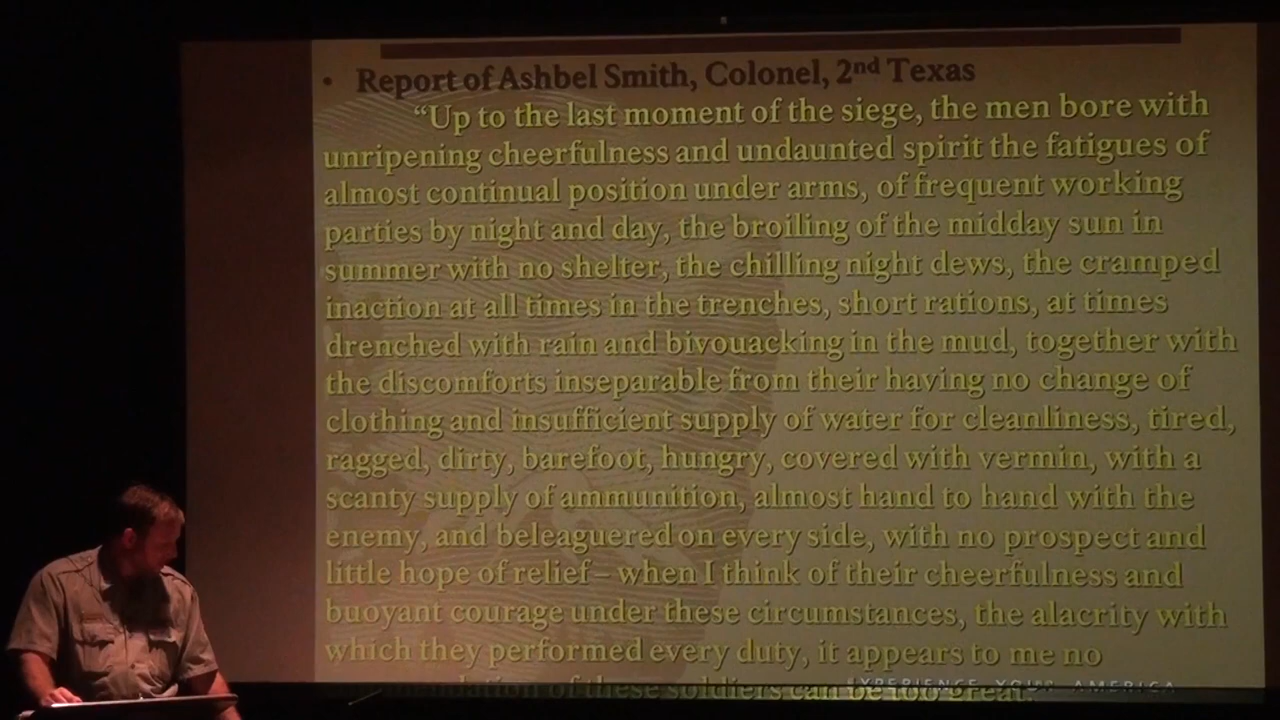 • Report of Ashbel Smith, Colonel, 2nd Texas
“Up to the last moment of the siege, the men bore with
unripening cheerfulness and undaunted spirit the fatigues of
almost continual position under arms, of frequent working
parties by night and day, the broiling of the midday sun in
summer with no shelter, the chilling night dews, the cramped
inaction at all times in the trenches, short rations, at times
drenched with rain and bivouacking in the mud, together with
the discomforts inseparable from their having no change of
clothing and insufficient supply of water for cleanliness, tired,
ragged, dirty, barefoot, hungry, covered with vermin, with a
scanty supply of ammunition, almost hand to hand with the
enemy, and beleaguered on every side, with no prospect and
little hope of relief – when I think of their cheerfulness and
buoyant courage under these circumstances, the alacrity with
which they performed every duty, it appears to me no
of these soldiers can be too great.
EXPERIENCE YOUR AMERICA